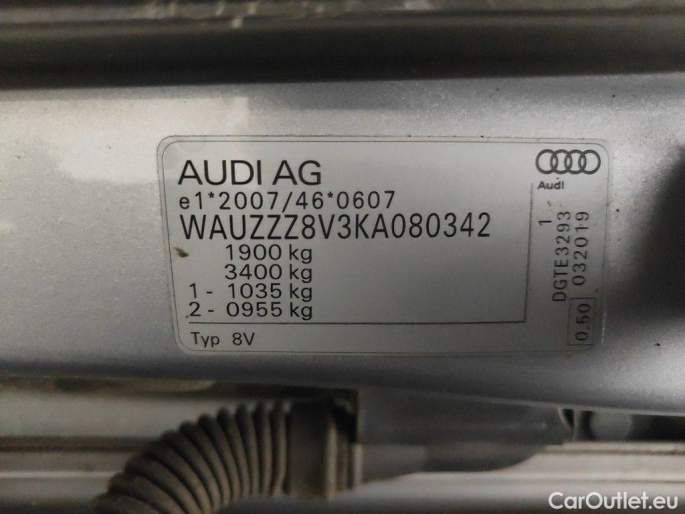 AUDI AG
Audi
e1*2007/46*0607
WAUZZZ8V3KA080342
1900 kg
3400 kg
1 - 1035 kg
2 - 0955 kg
Typ 8V
1
DGTE3293
032019
0.50
CarOutlet.eu